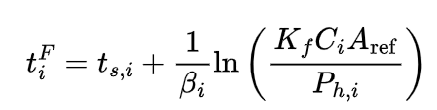 $t_i^F = t_{s,i} + \frac{1}{\beta_i} \ln \left( \frac{K_f C_i A_{\text{ref}}}{P_{h,i}} \right)$